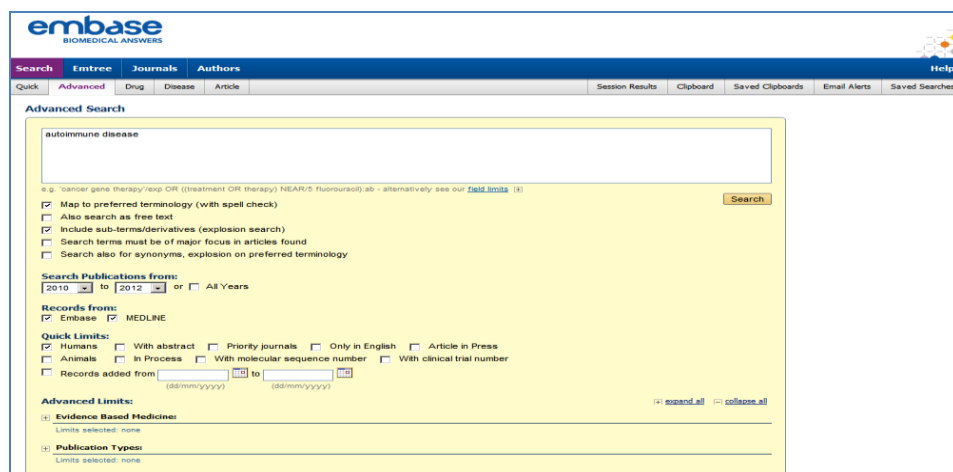 embase
BIOMEDICAL ANSWERS
Search Emtree Journals Authors Help
Quick Advanced Drug Disease Article Session Results Clipboard Saved Clipboards Email Alerts Saved Searches
Advanced Search
autoimmune disease
e.g. 'cancer gene therapy'/exp OR ((treatment OR therapy) NEAR/5 fluorouracil):ab - alternatively see our field limits
Search
Map to preferred terminology (with spell check)
Also search as free text
Include sub-terms/derivatives (explosion search)
Search terms must be of major focus in articles found
Search also for synonyms, explosion on preferred terminology
Search Publications from:
2010 to 2012 or All Years
Records from:
Embase MEDLINE
Quick Limits:
Humans With abstract Priority journals Only in English Article in Press
Animals In Process With molecular sequence number With clinical trial number
Records added from to
(dd/mm/yyyy) (dd/mm/yyyy)
Advanced Limits: expand all collapse all
Evidence Based Medicine:
Limits selected: none
Publication Types:
Limits selected: none